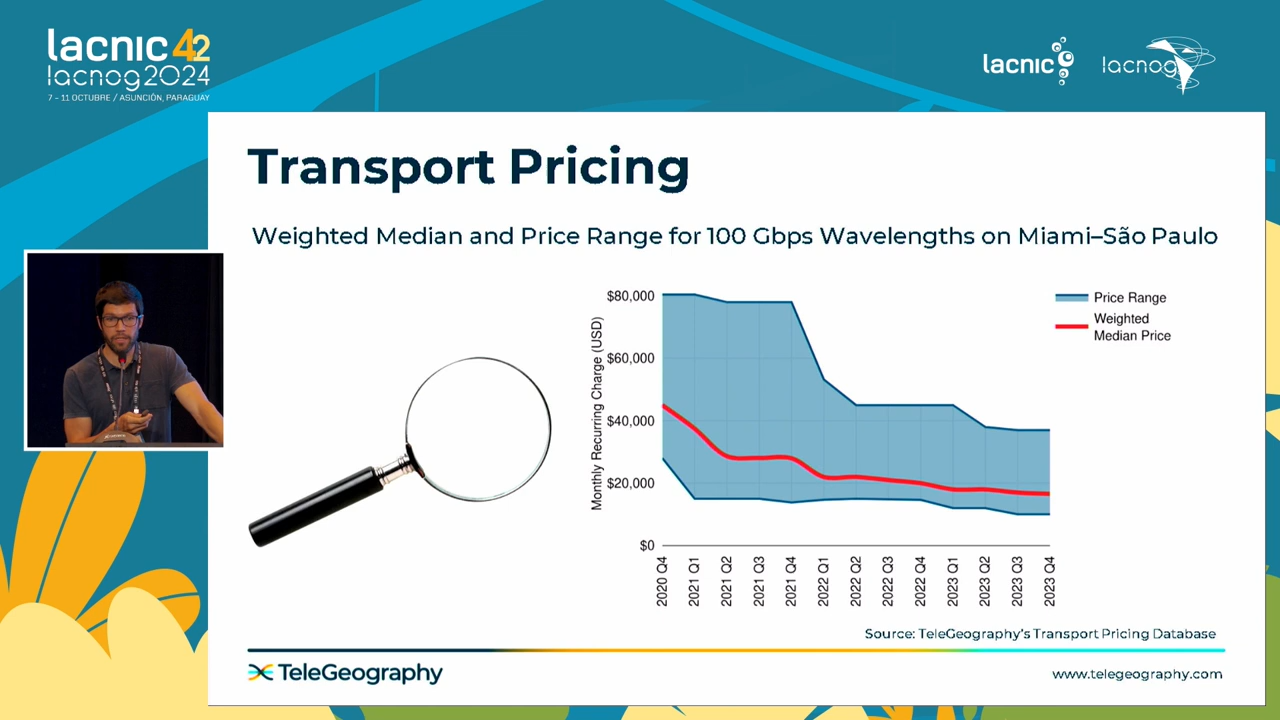 lacnic 42
lacnog2024
7 - 11 OCTUBRE / ASUNCIÓN, PARAGUAY
lacnic
lacnog
Transport Pricing
Weighted Median and Price Range for 100 Gbps Wavelengths on Miami–São Paulo
Monthly Recurring Charge (USD)
$80,000
$60,000
$40,000
$20,000
$0
2020 Q4
2021 Q1
2021 Q2
2021 Q3
2021 Q4
2022 Q1
2022 Q2
2022 Q3
2022 Q4
2023 Q1
2023 Q2
2023 Q3
2023 Q4
Price Range
Weighted
Median Price
Source: TeleGeography's Transport Pricing Database
TeleGeography
www.telegeography.com